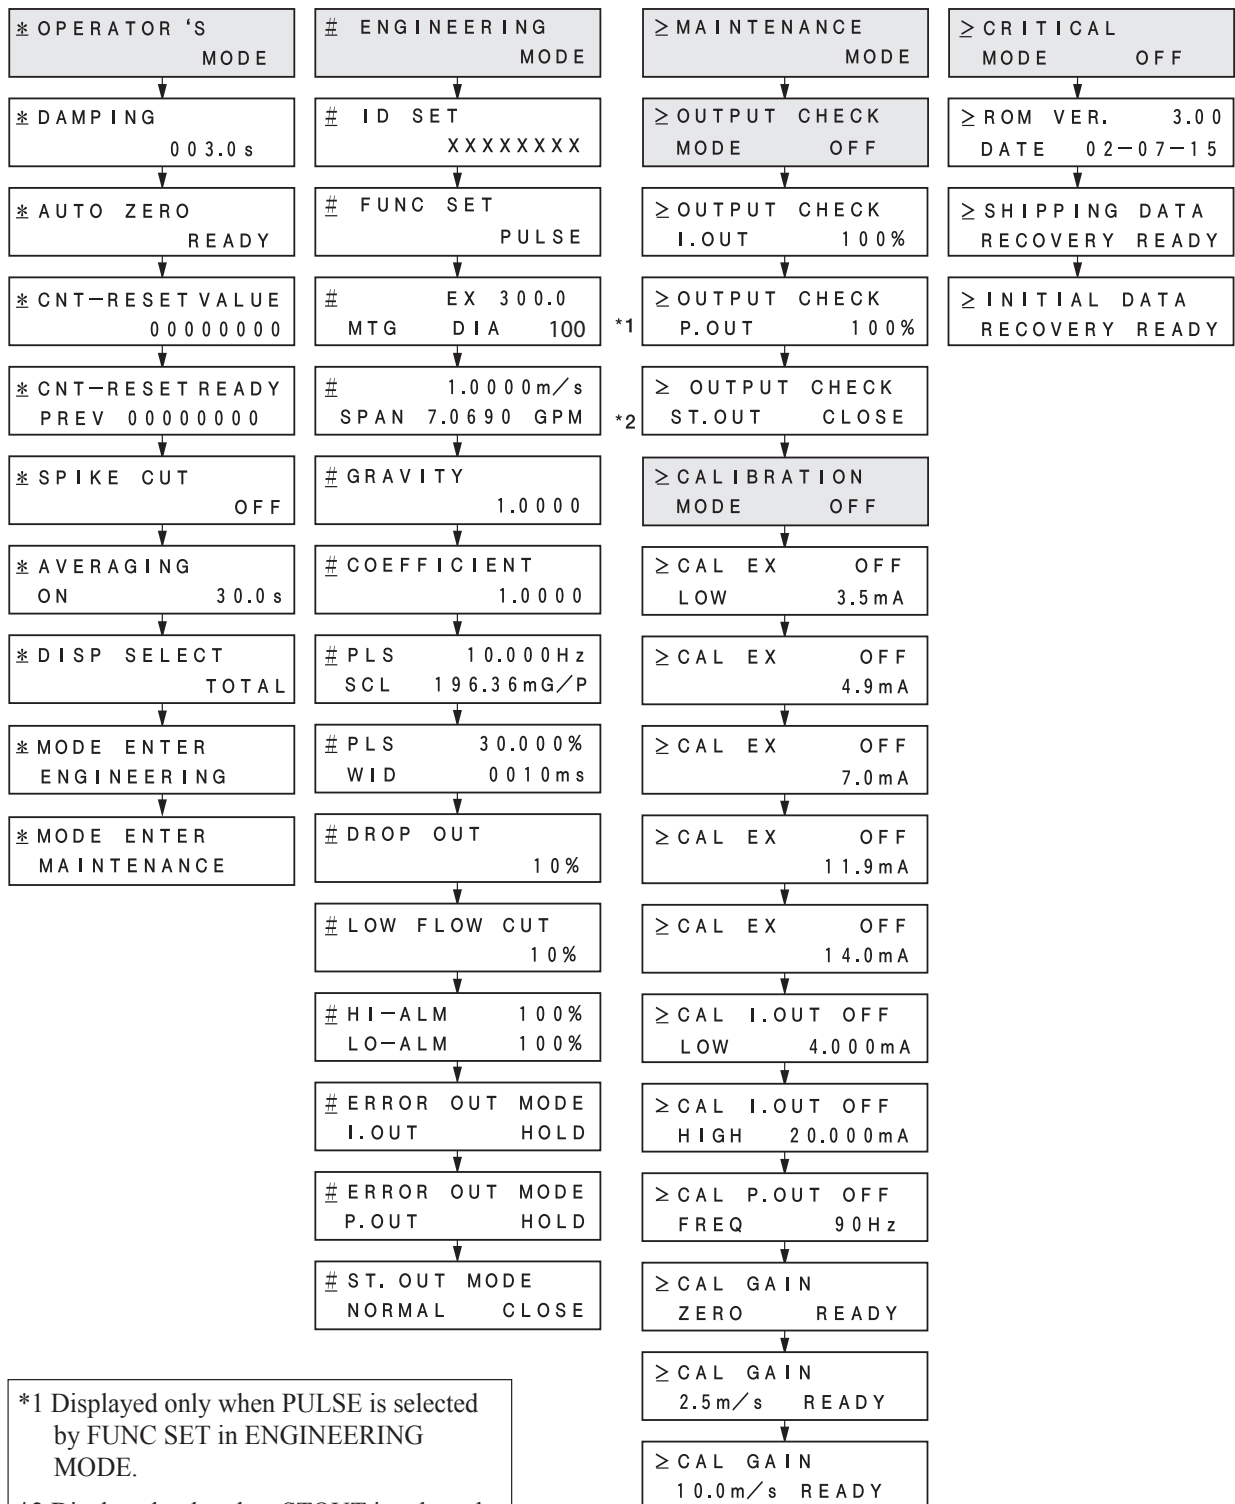 * OPERATOR 'S
MODE
* DAMPING
003.0s
* AUTO ZERO
READY
* CNT-RESET VALUE
00000000
* CNT-RESET READY
PREV 00000000
* SPIKE CUT
OFF
* AVERAGING
ON 30.0s
* DISP SELECT
TOTAL
* MODE ENTER
ENGINEERING
* MODE ENTER
MAINTENANCE
# ENGINEERING
MODE
# ID SET
XXXXXXXX
# FUNC SET
PULSE
# EX 300.0
MTG DIA 100
# 1.0000m/s
SPAN 7.0690 GPM
# GRAVITY
1.0000
# COEFFICIENT
1.0000
# PLS 10.000Hz
SCL 196.36mG/P
# PLS 30.000%
WID 0010ms
# DROP OUT
10%
# LOW FLOW CUT
10%
# HI-ALM 100%
LO-ALM 100%
# ERROR OUT MODE
I.OUT HOLD
# ERROR OUT MODE
P.OUT HOLD
# ST. OUT MODE
NORMAL CLOSE
≥ MAINTENANCE
MODE
≥ OUTPUT CHECK
MODE OFF
≥ OUTPUT CHECK
I.OUT 100%
≥ OUTPUT CHECK
*1 P.OUT 100%
≥ OUTPUT CHECK
*2 ST.OUT CLOSE
≥ CALIBRATION
MODE OFF
≥ CAL EX OFF
LOW 3.5mA
≥ CAL EX OFF
4.9mA
≥ CAL EX OFF
7.0mA
≥ CAL EX OFF
11.9mA
≥ CAL EX OFF
14.0mA
≥ CAL I.OUT OFF
LOW 4.000mA
≥ CAL I.OUT OFF
HIGH 20.000mA
≥ CAL P.OUT OFF
FREQ 90Hz
≥ CAL GAIN
ZERO READY
≥ CAL GAIN
2.5m/s READY
≥ CAL GAIN
10.0m/s READY
≥ CRITICAL
MODE OFF
≥ ROM VER. 3.00
DATE 02-07-15
≥ SHIPPING DATA
RECOVERY READY
≥ INITIAL DATA
RECOVERY READY
*1 Displayed only when PULSE is selected
by FUNC SET in ENGINEERING
MODE.